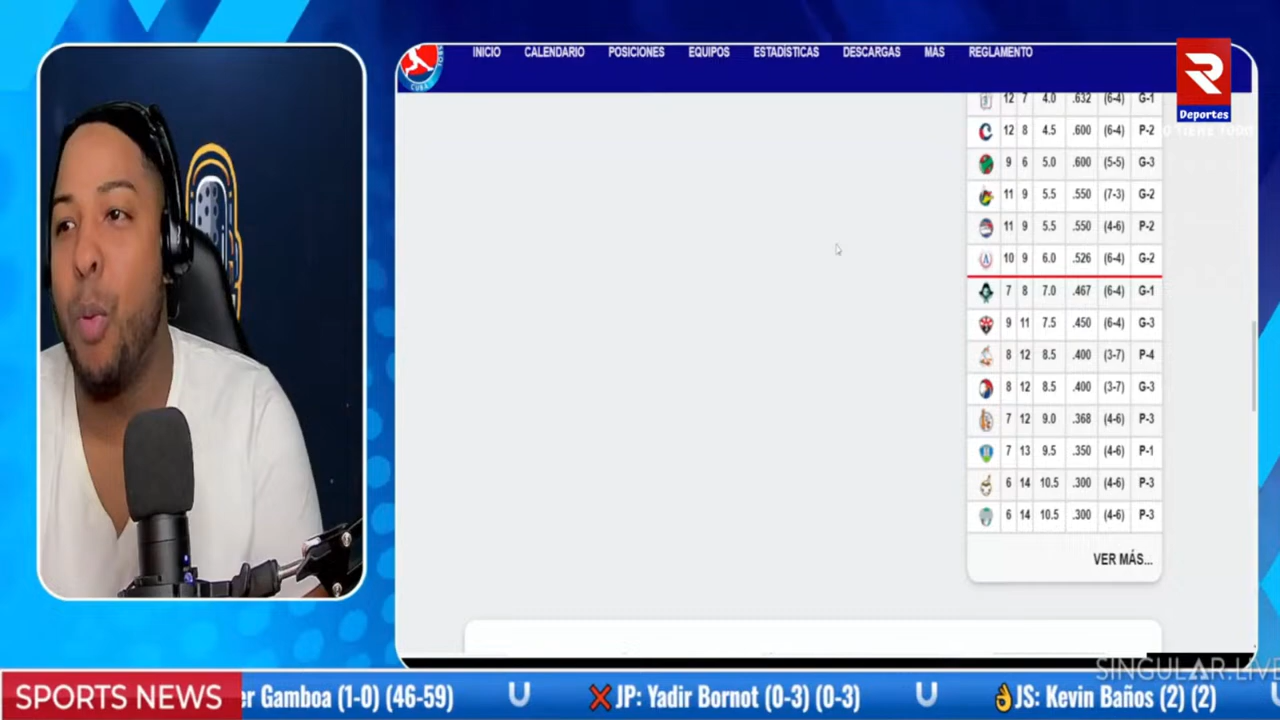 INICIO CALENDARIO POSICIONES EQUIPOS ESTADÍSTICAS DESCARGAS MÁS REGLAMENTO
CUBA
R
Deportes
12 7 4.0 .632 (6-4) G-1
C 12 8 4.5 .600 (6-4) P-2
9 6 5.0 .600 (5-5) G-3
11 9 5.5 .550 (7-3) G-2
11 9 5.5 .550 (4-6) P-2
A 10 9 6.0 .526 (6-4) G-2
7 8 7.0 .467 (6-4) G-1
9 11 7.5 .450 (6-4) G-3
8 12 8.5 .400 (3-7) P-4
8 12 8.5 .400 (3-7) G-3
7 12 9.0 .368 (4-6) P-3
7 13 9.5 .350 (4-6) P-1
6 14 10.5 .300 (4-6) P-3
6 14 10.5 .300 (4-6) P-3
VER MÁS...
SINGULAR.LIVE
SPORTS NEWS
er Gamboa (1-0) (46-59) ❌JP: Yadir Bornot (0-3) (0-3) 👌JS: Kevin Baños (2) (2)